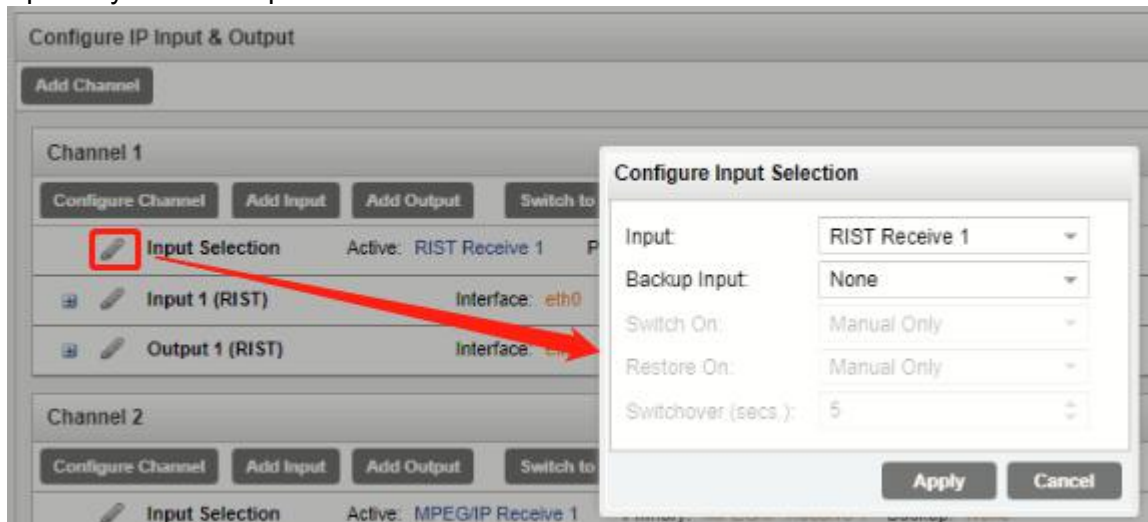 Configure IP Input & Output
Add Channel
Channel 1
Configure Channel Add Input Add Output Switch to
Input Selection Active: RIST Receive 1 P
Input 1 (RIST) Interface: eth0
Output 1 (RIST) Interface:
Channel 2
Configure Channel Add Input Add Output Switch to
Input Selection Active: MPEG/IP Receive 1
Configure Input Selection
Input: RIST Receive 1
Backup Input: None
Switch On: Manual Only
Restore On: Manual Only
Switchover (secs.): 5
Apply Cancel